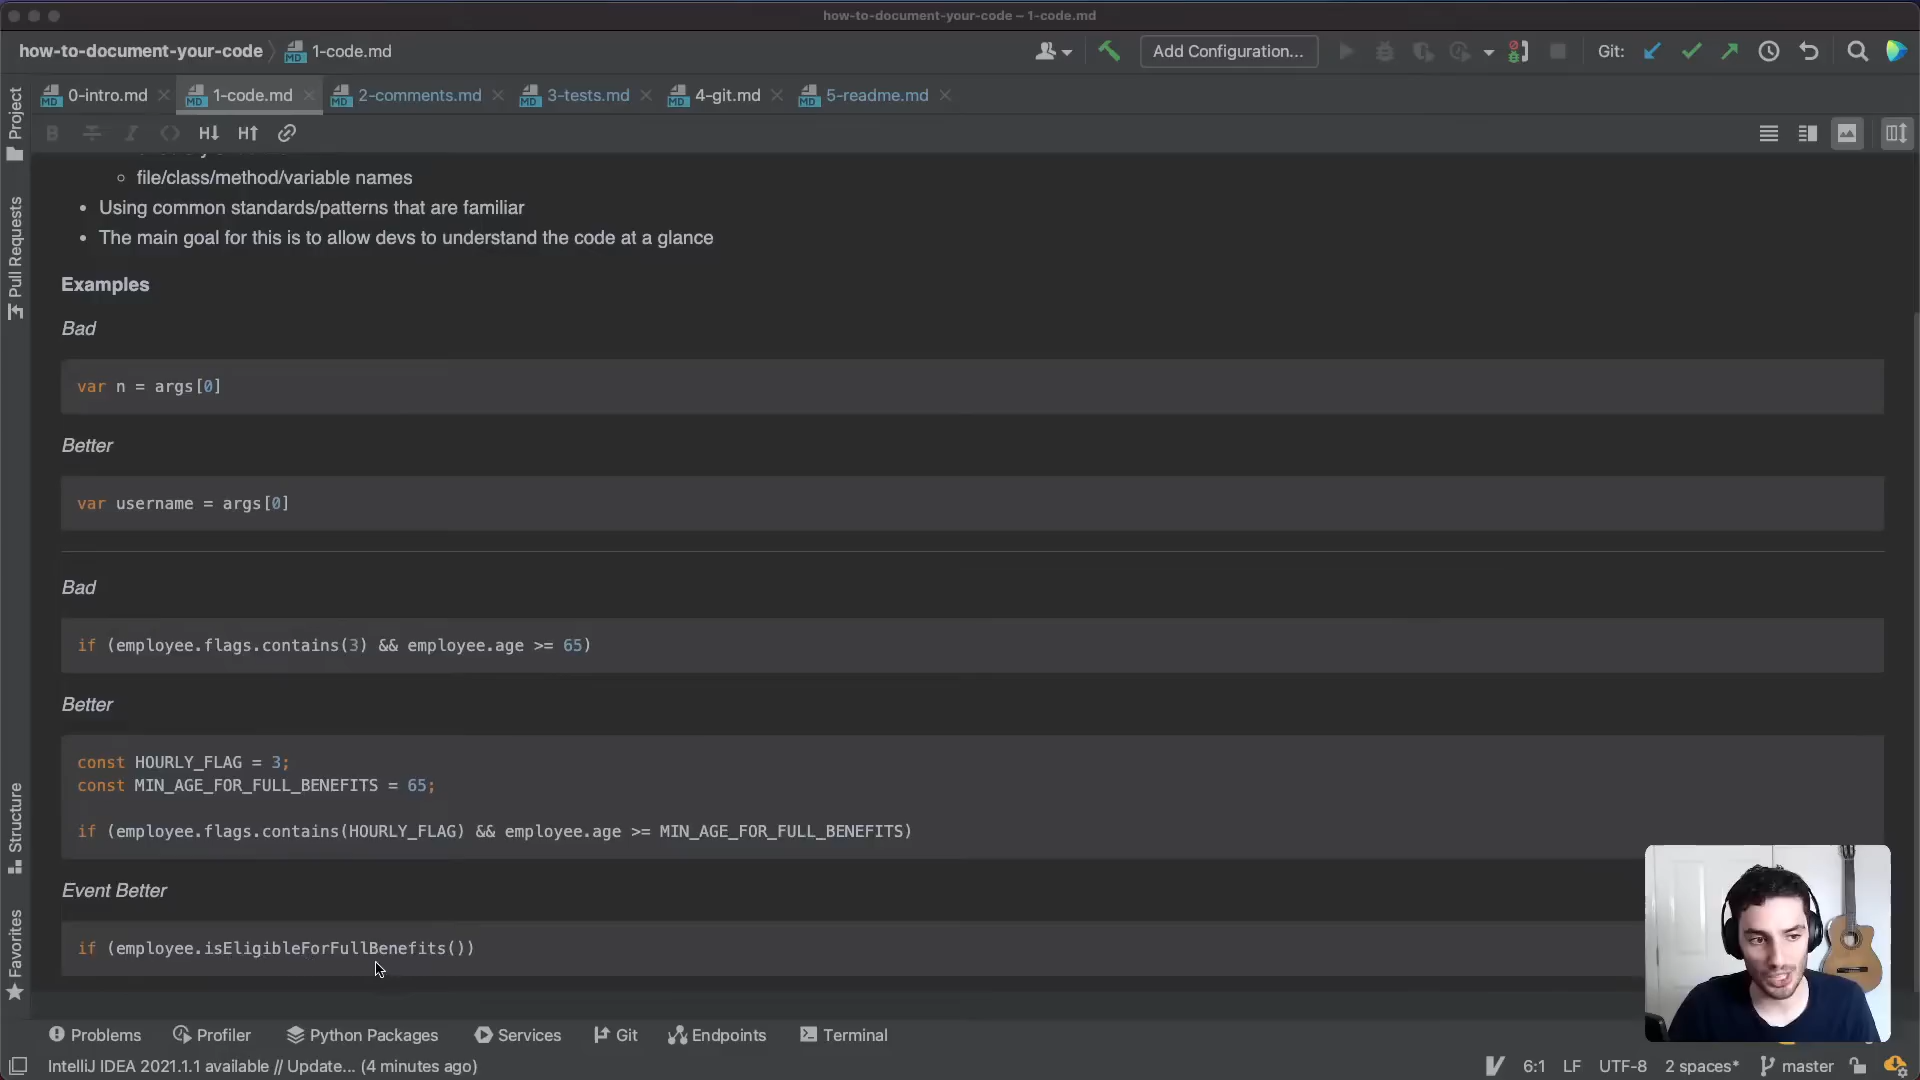 how-to-document-your-code – 1-code.md
how-to-document-your-code
1-code.md
Add Configuration...
Git:
0-intro.md
1-code.md
2-comments.md
3-tests.md
4-git.md
5-readme.md
Project
Pull Requests
Structure
Favorites
file/class/method/variable names
Using common standards/patterns that are familiar
The main goal for this is to allow devs to understand the code at a glance
Examples
Bad
var n = args[0]
Better
var username = args[0]
Bad
if (employee.flags.contains(3) && employee.age >= 65)
Better
const HOURLY_FLAG = 3;
const MIN_AGE_FOR_FULL_BENEFITS = 65;
if (employee.flags.contains(HOURLY_FLAG) && employee.age >= MIN_AGE_FOR_FULL_BENEFITS)
Event Better
if (employee.isEligibleForFullBenefits())
Problems
Profiler
Python Packages
Services
Git
Endpoints
Terminal
IntelliJ IDEA 2021.1.1 available // Update... (4 minutes ago)
6:1
LF
UTF-8
2 spaces*
master